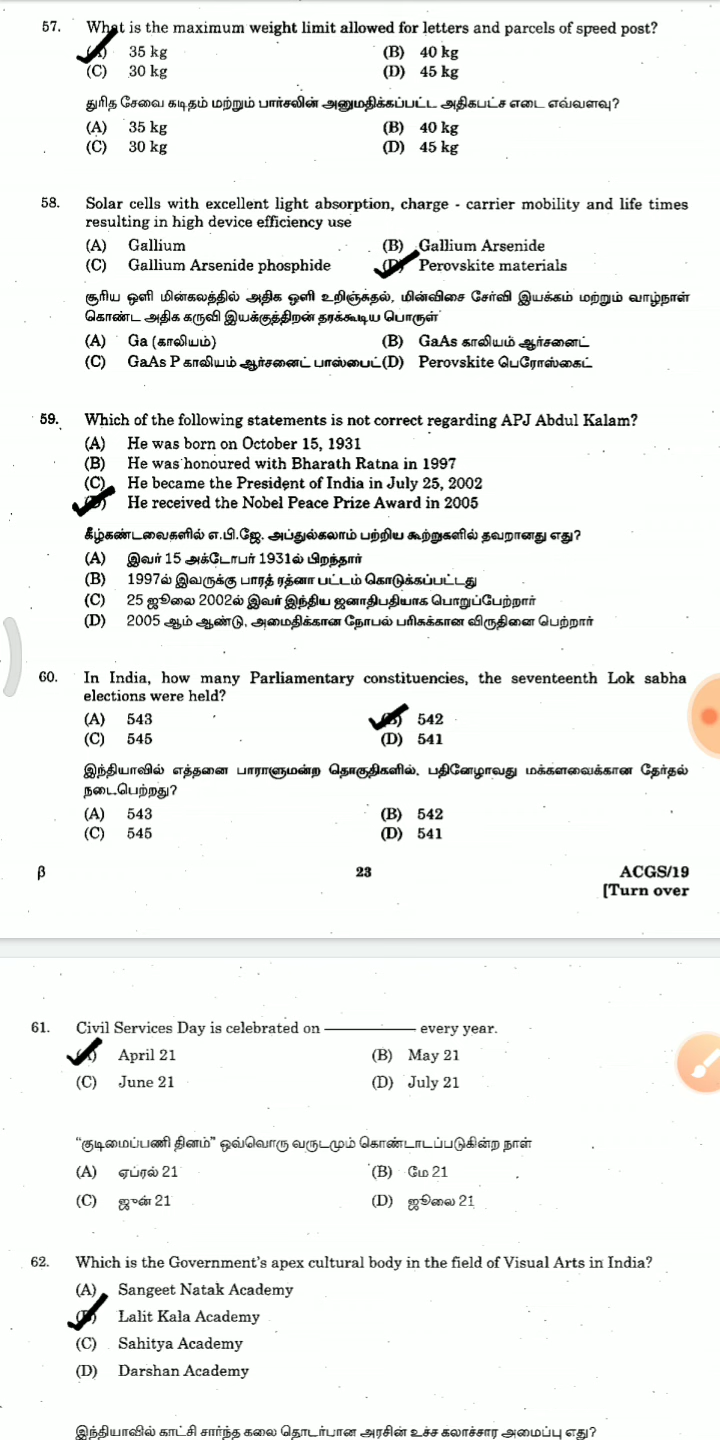 57. What is the maximum weight limit allowed for letters and parcels of speed post?
(A) 35 kg (B) 40 kg
(C) 30 kg (D) 45 kg
துரித சேவை கடிதம் மற்றும் பார்சலின் அனுமதிக்கப்பட்ட அதிகபட்ச எடை எவ்வளவு?
(A) 35 kg (B) 40 kg
(C) 30 kg (D) 45 kg
58. Solar cells with excellent light absorption, charge - carrier mobility and life times
resulting in high device efficiency use
(A) Gallium (B) Gallium Arsenide
(C) Gallium Arsenide phosphide (D) Perovskite materials
சூரிய ஒளி மின்கலத்தில் அதிக ஒளி உறிஞ்சுதல், மின்விசை சேர்வி இயக்கம் மற்றும் வாழ்நாள்
கொண்ட அதிக கருவி இயக்குத்திறன் தரக்கூடிய பொருள்
(A) Ga (காலியம்) (B) GaAs காலியம் ஆர்சனைட்
(C) GaAs P காலியம் ஆர்சனைட் பாஸ்பைட் (D) Perovskite பெரோஸ்கைட்
59. Which of the following statements is not correct regarding APJ Abdul Kalam?
(A) He was born on October 15, 1931
(B) He was honoured with Bharath Ratna in 1997
(C) He became the President of India in July 25, 2002
(D) He received the Nobel Peace Prize Award in 2005
கீழ்கண்டவைகளில் எ.பி.ஜே. அப்துல்கலாம் பற்றிய கூற்றுகளில் தவறானது எது?
(A) இவர் 15 அக்டோபர் 1931ல் பிறந்தார்
(B) 1997ல் இவருக்கு பாரத் ரத்னா பட்டம் கொடுக்கப்பட்டது
(C) 25 ஜூலை 2002ல் இவர் இந்திய ஜனாதிபதியாக பொறுப்பேற்றார்
(D) 2005 ஆம் ஆண்டு, அமைதிக்கான நோபல் பரிசுக்கான விருதினை பெற்றார்
60. In India, how many Parliamentary constituencies, the seventeenth Lok sabha
elections were held?
(A) 543 (B) 542
(C) 545 (D) 541
இந்தியாவில் எத்தனை பாராளுமன்ற தொகுதிகளில், பதினேழாவது மக்களவைக்கான தேர்தல்
நடைபெற்றது?
(A) 543 (B) 542
(C) 545 (D) 541
β 23 ACGS/19
[Turn over
61. Civil Services Day is celebrated on ———— every year.
(A) April 21 (B) May 21
(C) June 21 (D) July 21
“குடிமைப்பணி தினம்” ஒவ்வொரு வருடமும் கொண்டாடப்படுகின்ற நாள்
(A) ஏப்ரல் 21 (B) மே 21
(C) ஜுன் 21 (D) ஜூலை 21
62. Which is the Government’s apex cultural body in the field of Visual Arts in India?
(A) Sangeet Natak Academy
(B) Lalit Kala Academy
(C) Sahitya Academy
(D) Darshan Academy
இந்தியாவில் காட்சி சார்ந்த கலை தொடர்பான அரசின் உச்ச கலாச்சார அமைப்பு எது?